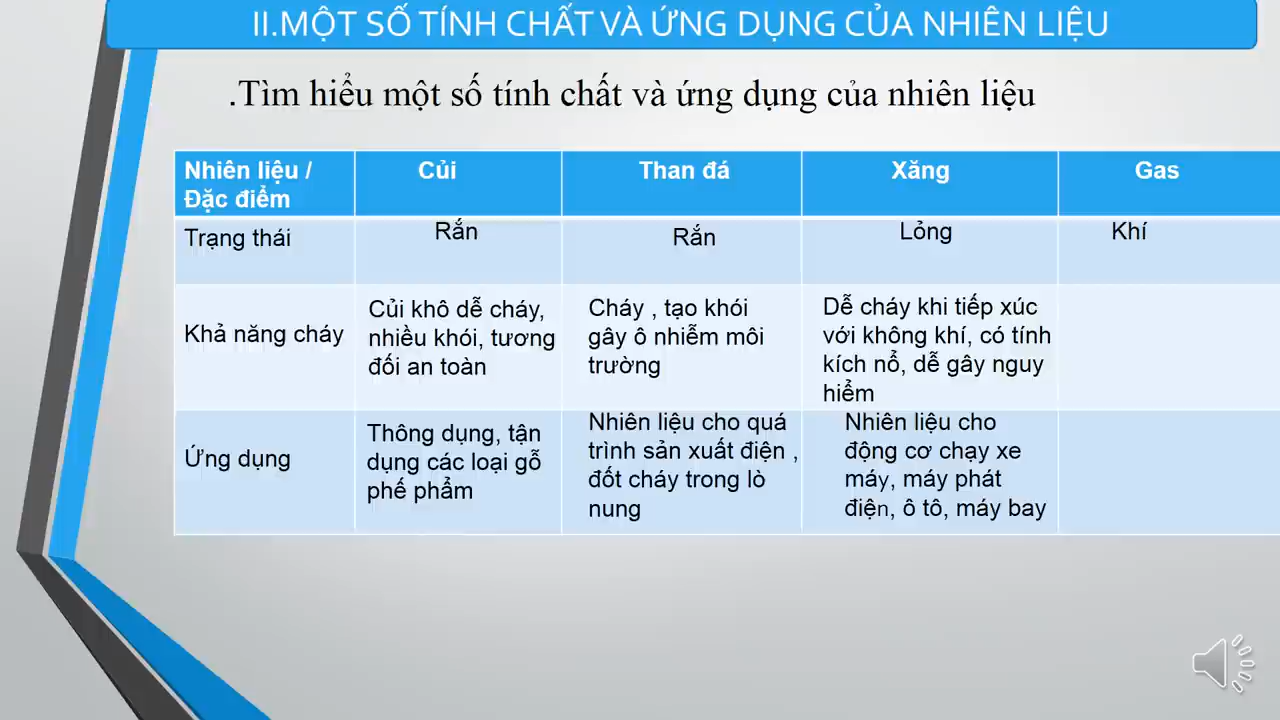 II.MỘT SỐ TÍNH CHẤT VÀ ỨNG DỤNG CỦA NHIÊN LIỆU
.Tìm hiểu một số tính chất và ứng dụng của nhiên liệu
Nhiên liệu /
Đặc điểm
Củi
Than đá
Xăng
Gas
Trạng thái
Rắn
Rắn
Lỏng
Khí
Khả năng cháy
Củi khô dễ cháy,
nhiều khói, tương
đối an toàn
Cháy , tạo khói
gây ô nhiễm môi
trường
Dễ cháy khi tiếp xúc
với không khí, có tính
kích nổ, dễ gây nguy
hiểm
Ứng dụng
Thông dụng, tận
dụng các loại gỗ
phế phẩm
Nhiên liệu cho quá
trình sản xuất điện ,
đốt cháy trong lò
nung
Nhiên liệu cho
động cơ chạy xe
máy, máy phát
điện, ô tô, máy bay